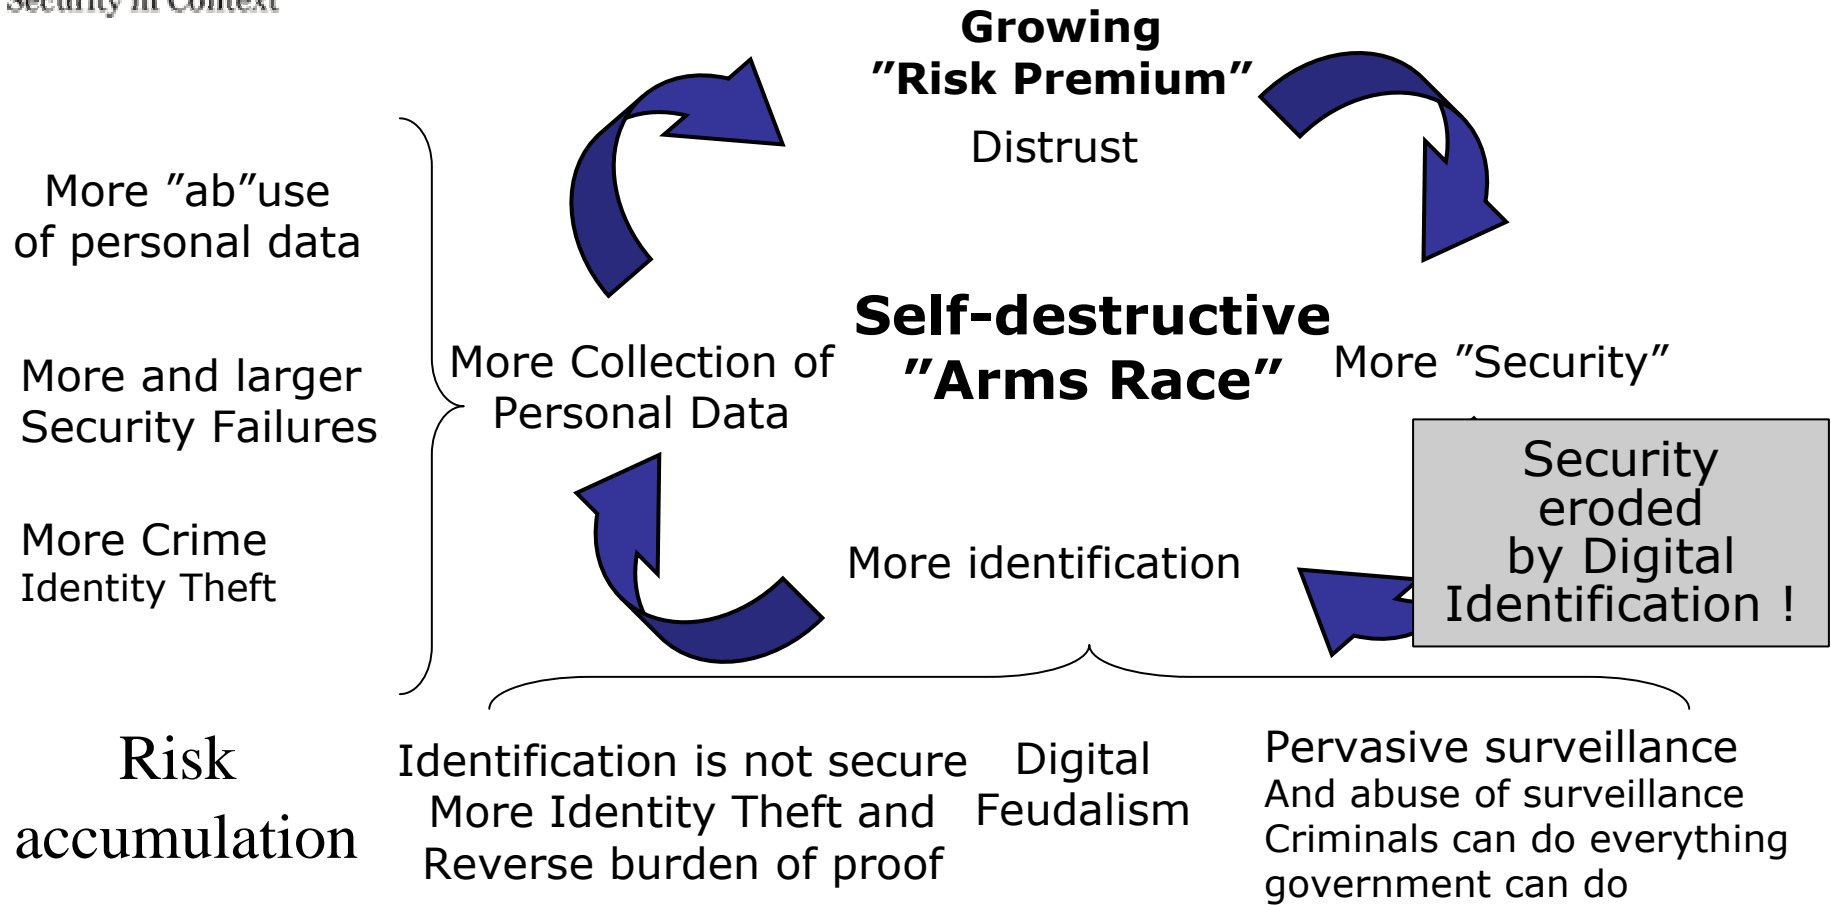 Security in Context
Growing
″Risk Premium″
Distrust
More ″ab″use
of personal data
More and larger
Security Failures
More Crime
Identity Theft
More Collection of
Personal Data
Self-destructive
″Arms Race″
More ″Security″
Security
eroded
by Digital
Identification !
More identification
Risk
accumulation
Identification is not secure
More Identity Theft and
Reverse burden of proof
Digital
Feudalism
Pervasive surveillance
And abuse of surveillance
Criminals can do everything
government can do